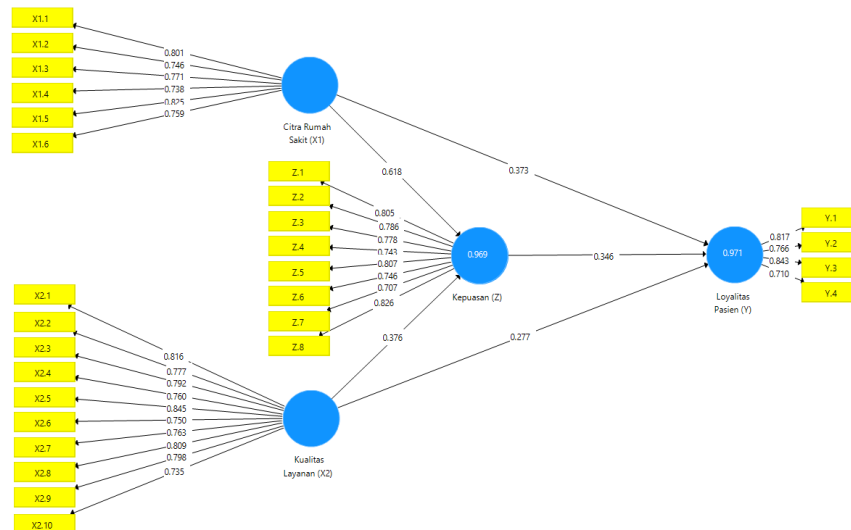 X1.1
X1.2
X1.3
X1.4
X1.5
X1.6
0.801
0.746
0.771
0.738
0.825
0.759
Citra Rumah
Sakit (X1)
0.618
0.373
Z.1
Z.2
Z.3
Z.4
Z.5
Z.6
Z.7
Z.8
0.805
0.786
0.778
0.743
0.807
0.746
0.707
0.826
0.969
Kepuasan (Z)
0.346
0.971
Loyalitas
Pasien (Y)
0.817
0.766
0.843
0.710
Y.1
Y.2
Y.3
Y.4
0.376
0.277
X2.1
X2.2
X2.3
X2.4
X2.5
X2.6
X2.7
X2.8
X2.9
X2.10
0.816
0.777
0.792
0.760
0.845
0.750
0.763
0.809
0.798
0.735
Kualitas
Layanan (X2)